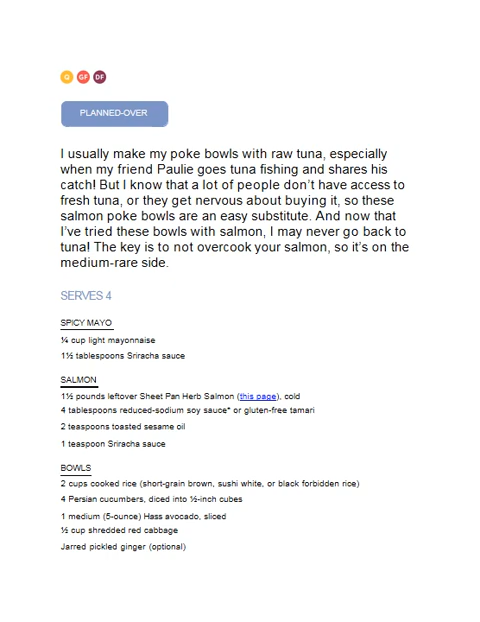 Q GF DF
PLANNED-OVER
I usually make my poke bowls with raw tuna, especially
when my friend Paulie goes tuna fishing and shares his
catch! But I know that a lot of people don't have access to
fresh tuna, or they get nervous about buying it, so these
salmon poke bowls are an easy substitute. And now that
I've tried these bowls with salmon, I may never go back to
tuna! The key is to not overcook your salmon, so it's on the
medium-rare side.
SERVES 4
SPICY MAYO
¼ cup light mayonnaise
1½ tablespoons Sriracha sauce
SALMON
1½ pounds leftover Sheet Pan Herb Salmon (this page), cold
4 tablespoons reduced-sodium soy sauce* or gluten-free tamari
2 teaspoons toasted sesame oil
1 teaspoon Sriracha sauce
BOWLS
2 cups cooked rice (short-grain brown, sushi white, or black forbidden rice)
4 Persian cucumbers, diced into ½-inch cubes
1 medium (5-ounce) Hass avocado, sliced
½ cup shredded red cabbage
Jarred pickled ginger (optional)